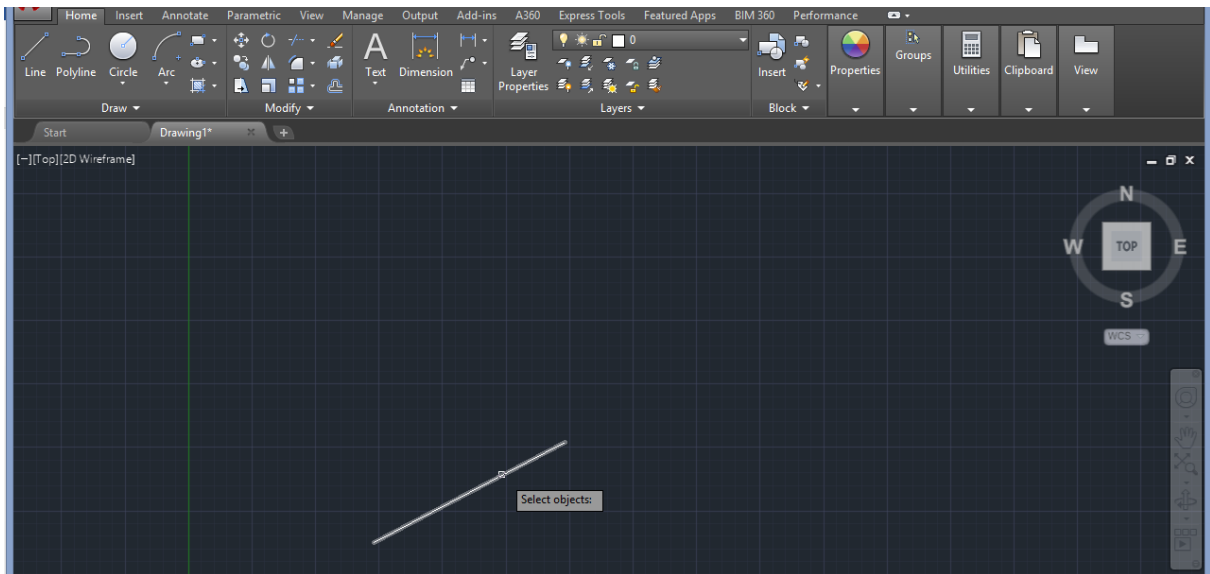 Home Insert Annotate Parametric View Manage Output Add-ins A360 Express Tools Featured Apps BIM 360 Performance
A
0
Line Polyline Circle Arc Text Dimension Layer Properties Insert Properties Groups Utilities Clipboard View
Draw Modify Annotation Layers Block
Start Drawing1*
[−][Top][2D Wireframe]
N
W TOP E
S
WCS
Select objects: